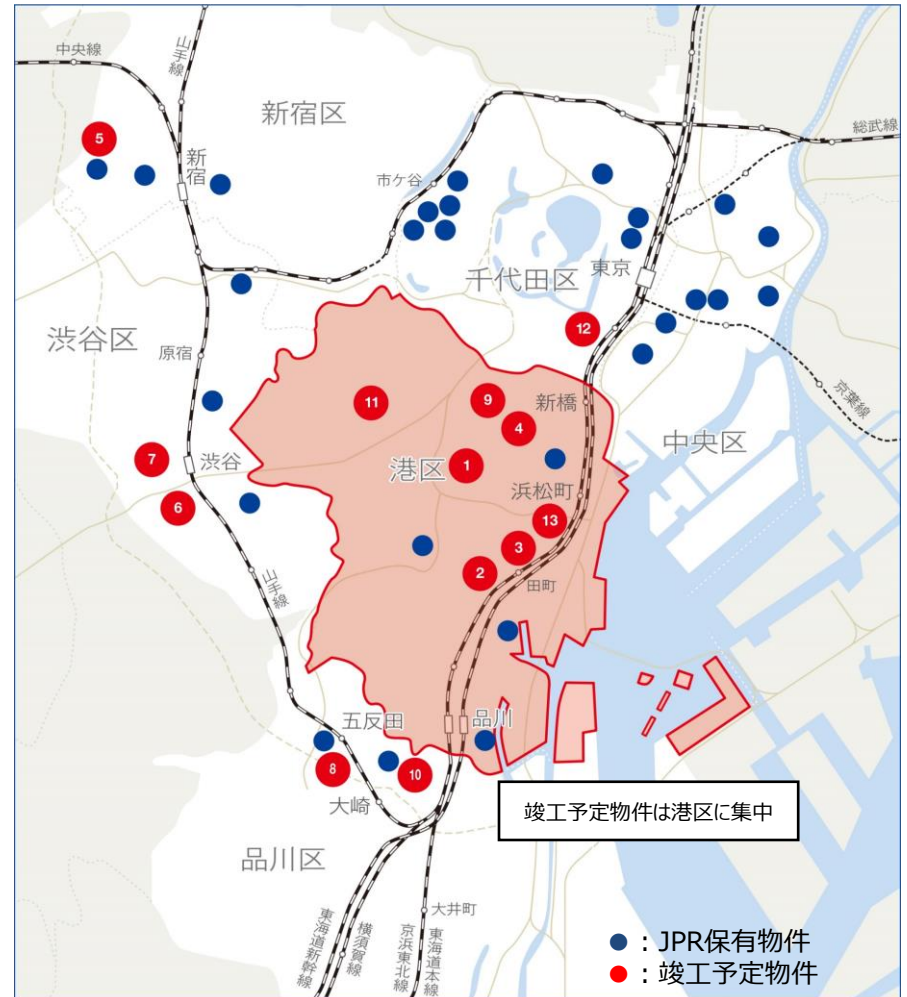 中央線
山手線
新宿区
総武線
5
新宿
市ケ谷
千代田区
東京
渋谷区
12
原宿
京葉線
11
9
新橋
4
中央区
7
渋谷
港区
1
浜松町
6
13
3
2
田町
山手線
五反田
品川
8
10
大崎
竣工予定物件は港区に集中
品川区
大井町
東海道新幹線
横須賀線
京浜東北線
東海道本線
：JPR保有物件
：竣工予定物件